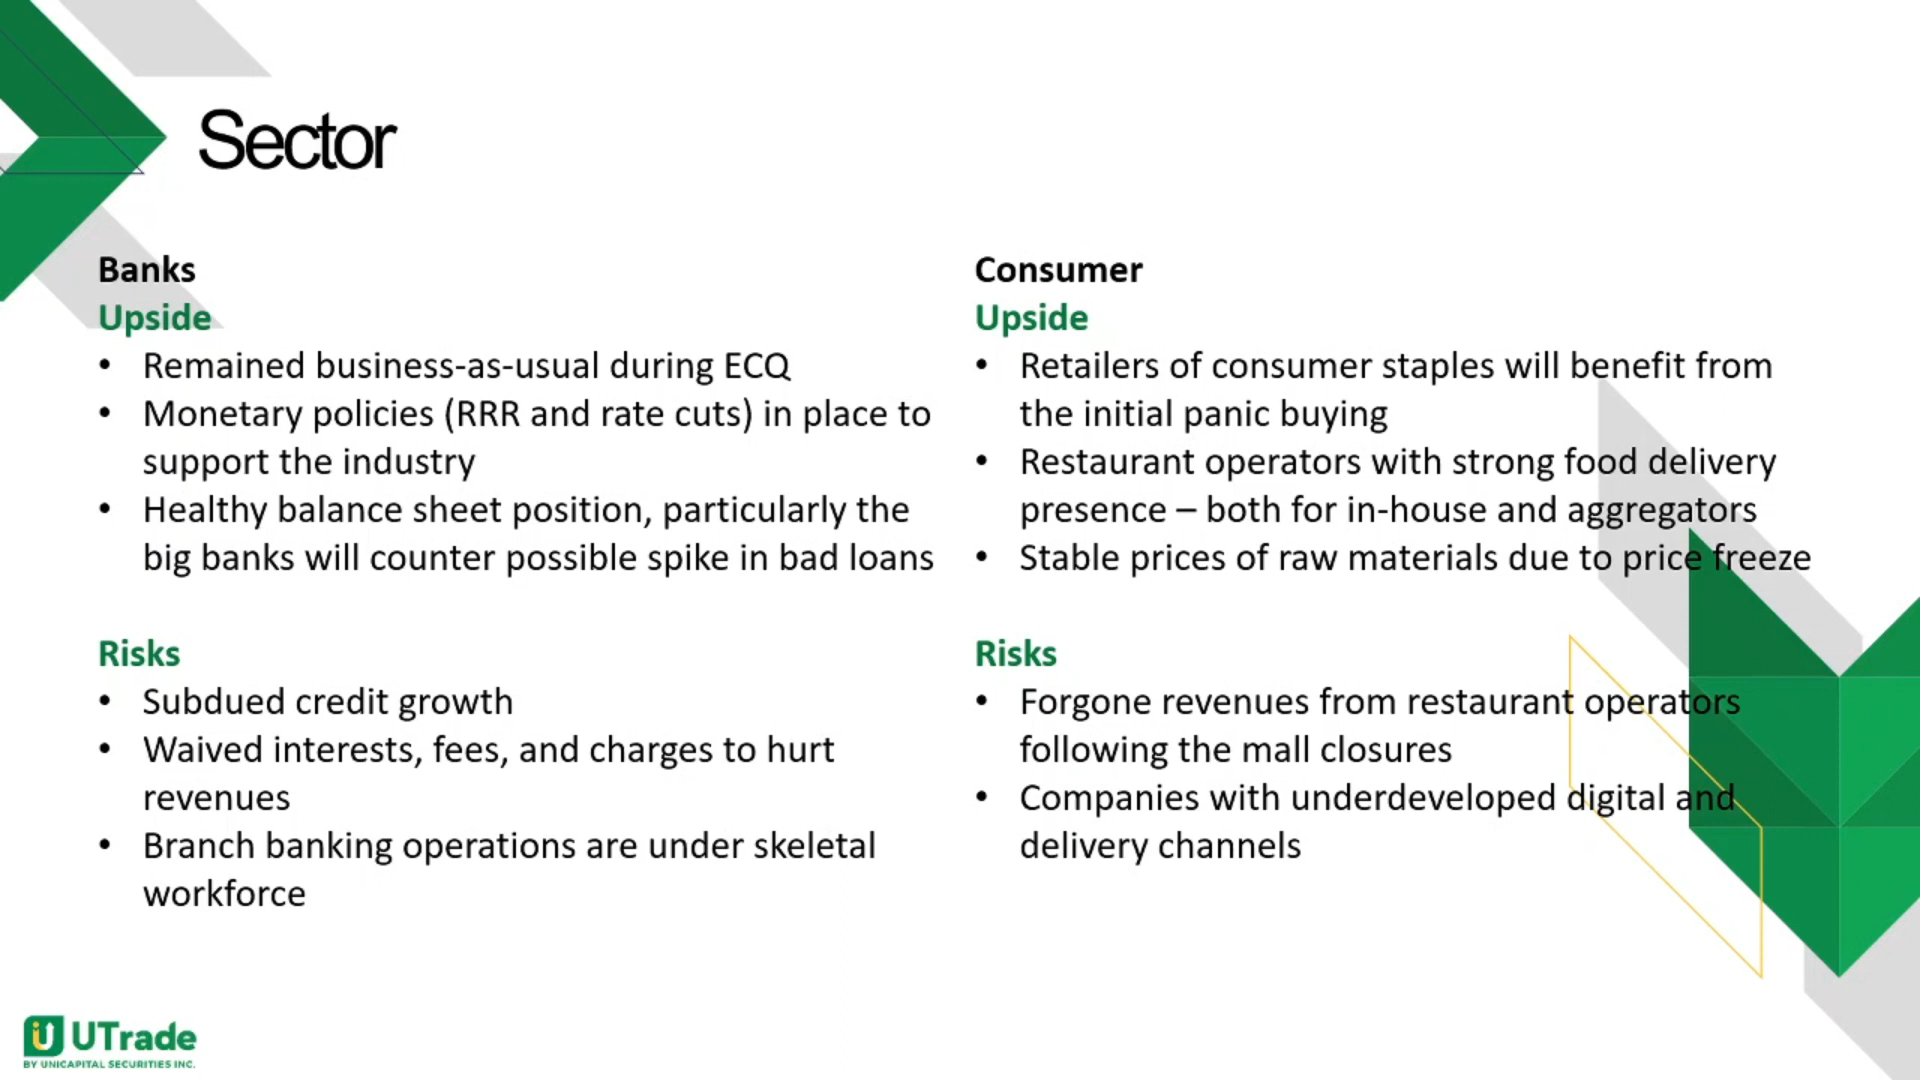 Sector
Banks
Upside
• Remained business-as-usual during ECQ
• Monetary policies (RRR and rate cuts) in place to
support the industry
• Healthy balance sheet position, particularly the
big banks will counter possible spike in bad loans
Risks
• Subdued credit growth
• Waived interests, fees, and charges to hurt
revenues
• Branch banking operations are under skeletal
workforce
Consumer
Upside
• Retailers of consumer staples will benefit from
the initial panic buying
• Restaurant operators with strong food delivery
presence – both for in-house and aggregators
• Stable prices of raw materials due to price freeze
Risks
• Forgone revenues from restaurant operators
following the mall closures
• Companies with underdeveloped digital and
delivery channels
UTrade
BY UNICAPITAL SECURITIES INC.